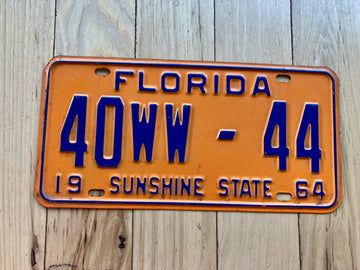 FLORIDA
40WW - 44
19 SUNSHINE STATE 64